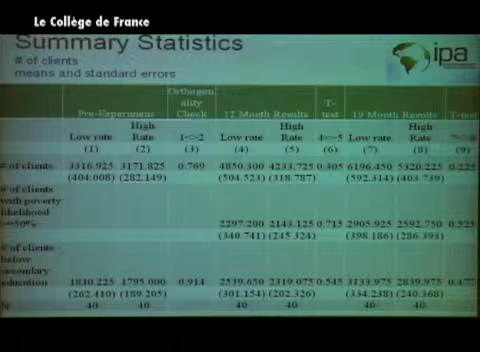 Le Collège de France
Summary Statistics
# of clients
means and standard errors
ipa
Orthogon
ality
Check
T-
test
Pre-Experiment
12 Month Results
19 Month Results
T-test
Low rate
High
Rate
1<>2
Low rate
High
Rate
4<>5
Low rate
High
Rate
(1) (2) (3) (4) (5) (6) (7) (8) (9)
# of clients 3316.925 3171.825 0.769 4850.300 4233.725 0.305 6196.450 5320.225 0.225
(404.008) (282.149) (504.523) (318.787) (592.314) (403.739)
# of clients
with poverty
likelihood
2297.200 2143.125 0.715 2905.925 2592.750 0.525
(340.741) (245.324) (398.186) (286.393)
# of clients
below
secondary
education 1830.225 1795.000 0.914 2539.650 2319.075 0.545 3133.975 2839.975 0.477
(262.410) (189.205) (301.154) (202.326) (334.238) (240.368)
N 40 40 40 40 40 40